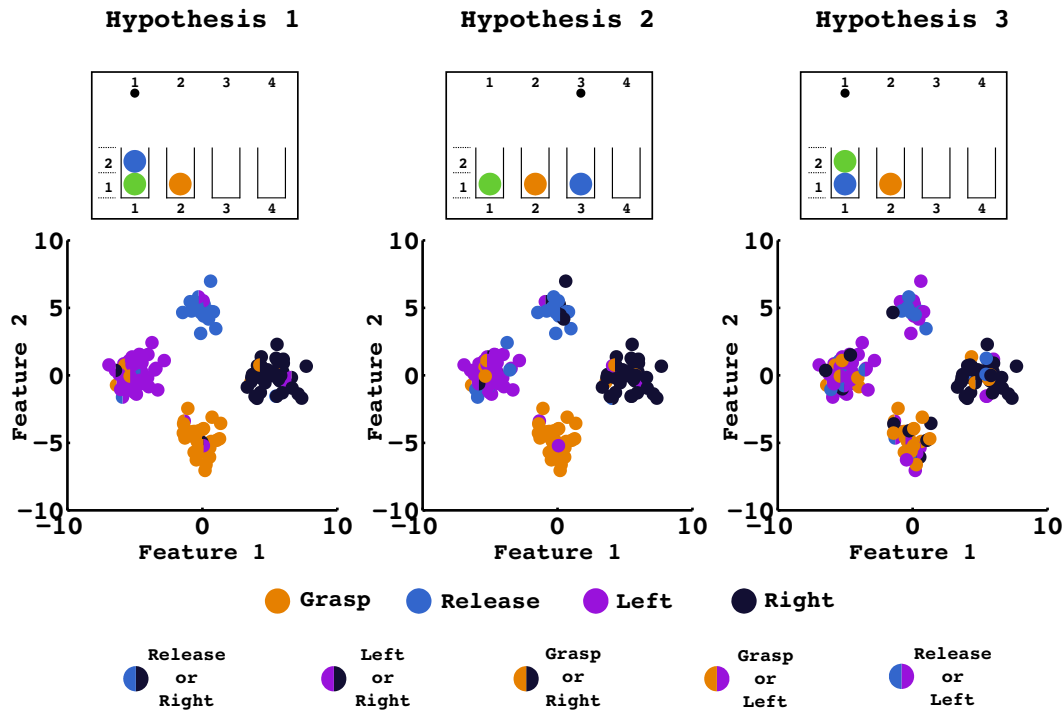 Hypothesis 1 Hypothesis 2 Hypothesis 3
1 2 3 4 1 2 3 4 1 2 3 4
2 2 2
1 1 1
1 2 3 4 1 2 3 4 1 2 3 4
10 10 10
5 5 5
0 0 0
−5 −5 −5
−10 −10 −10
Feature 2 Feature 2 Feature 2
−10 0 10 −10 0 10 −10 0 10
Feature 1 Feature 1 Feature 1
Grasp Release Left Right
Release or Right
Left or Right
Grasp or Right
Grasp or Left
Release or Left